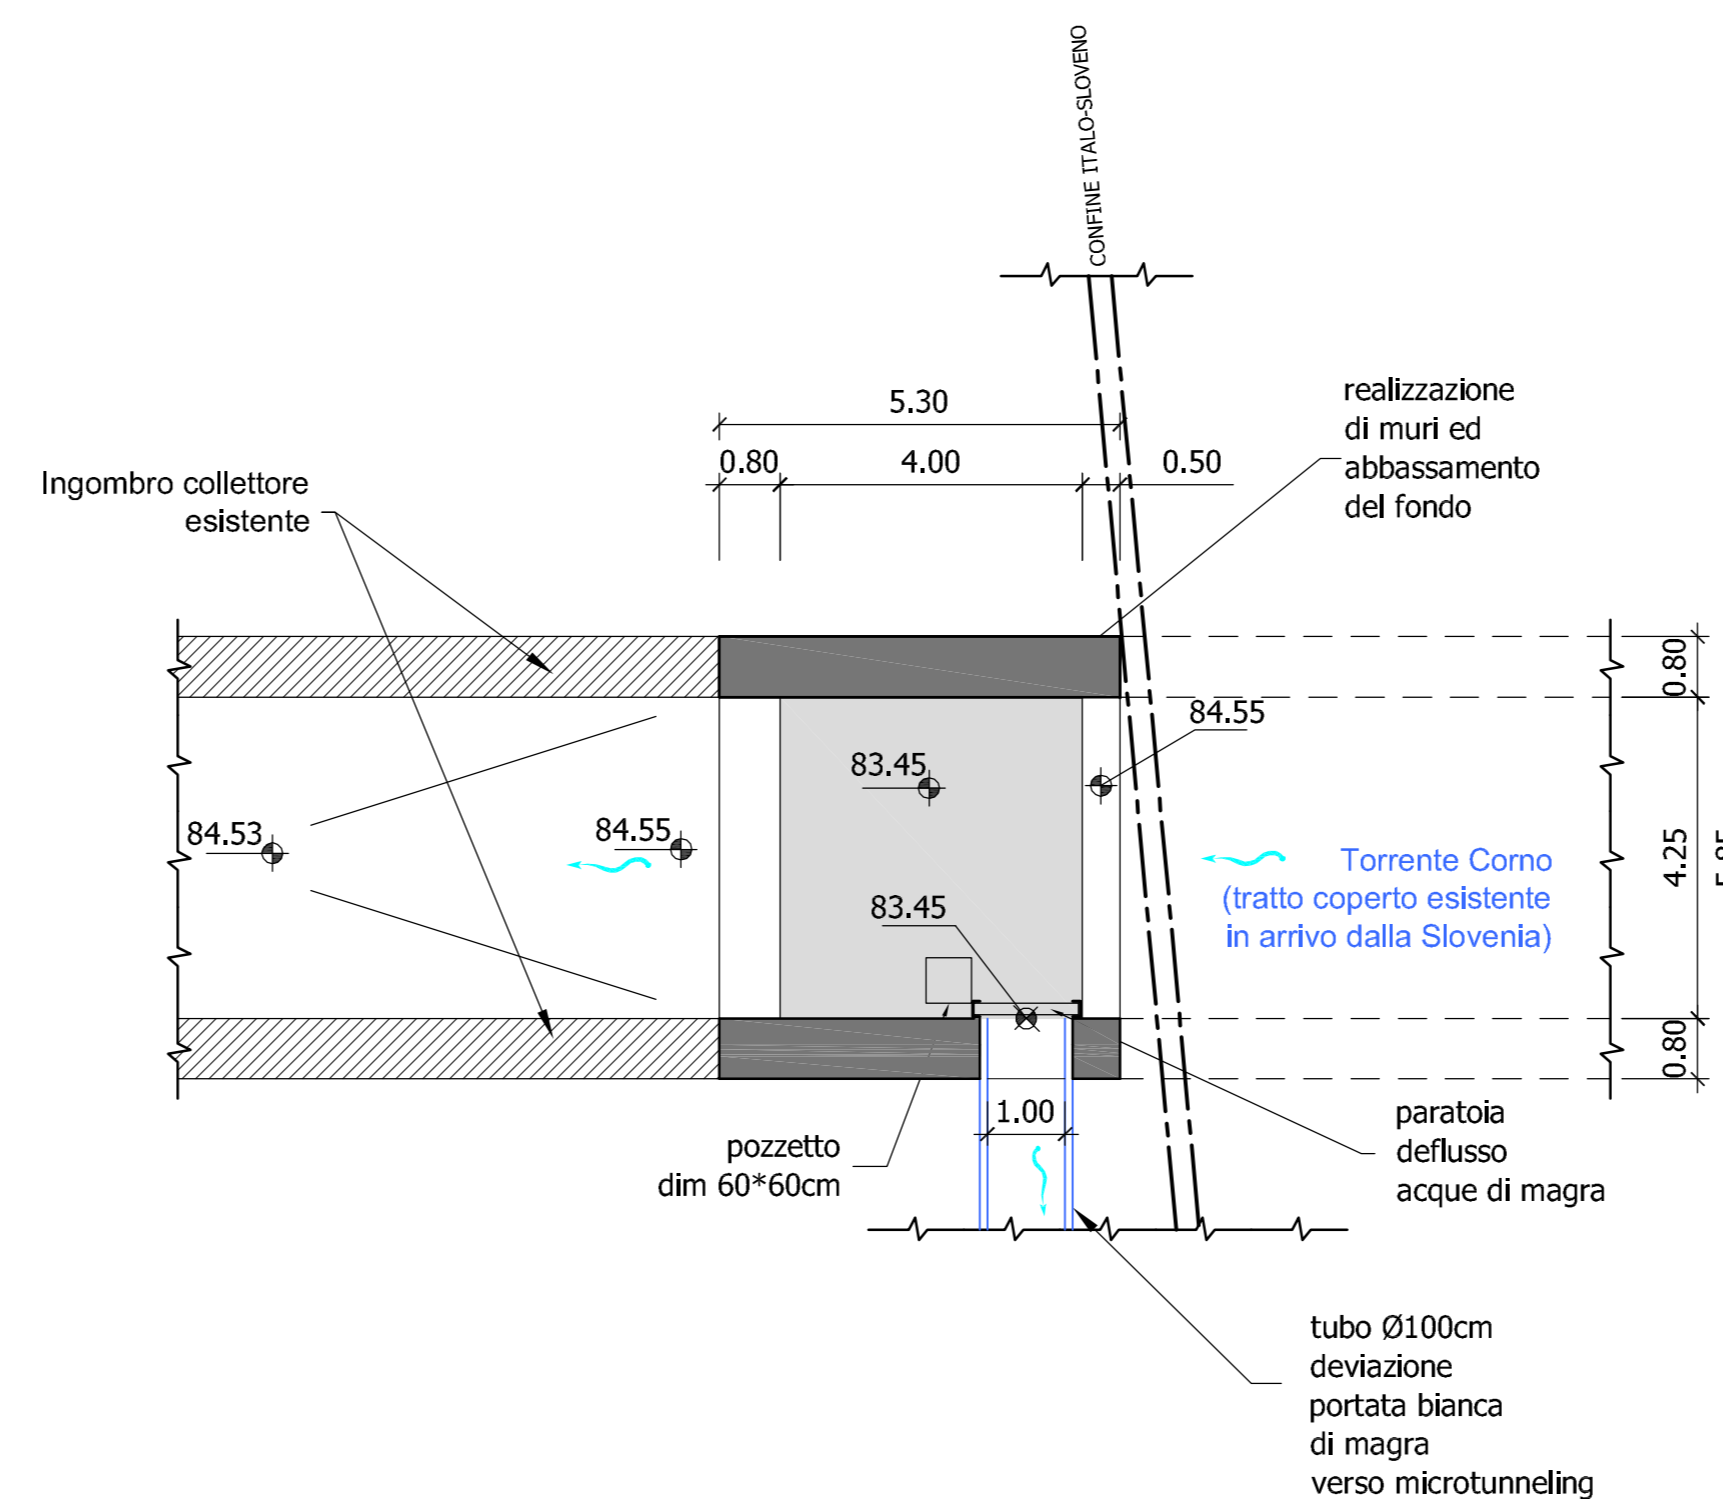 CONFINE ITALO-SLOVENO
5.30
0.80
4.00
0.50
realizzazione
di muri ed
abbassamento
del fondo
Ingombro collettore
esistente
0.80
84.55
83.45
84.53
84.55
4.25
Torrente Corno
(tratto coperto esistente
in arrivo dalla Slovenia)
83.45
0.80
1.00
pozzetto
dim 60*60cm
paratoia
deflusso
acque di magra
tubo Ø100cm
deviazione
portata bianca
di magra
verso microtunneling